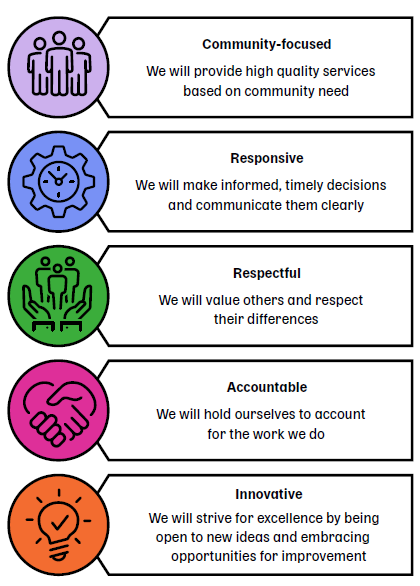 Community-focused
We will provide high quality services
based on community need
Responsive
We will make informed, timely decisions
and communicate them clearly
Respectful
We will value others and respect
their differences
Accountable
We will hold ourselves to account
for the work we do
Innovative
We will strive for excellence by being
open to new ideas and embracing
opportunities for improvement